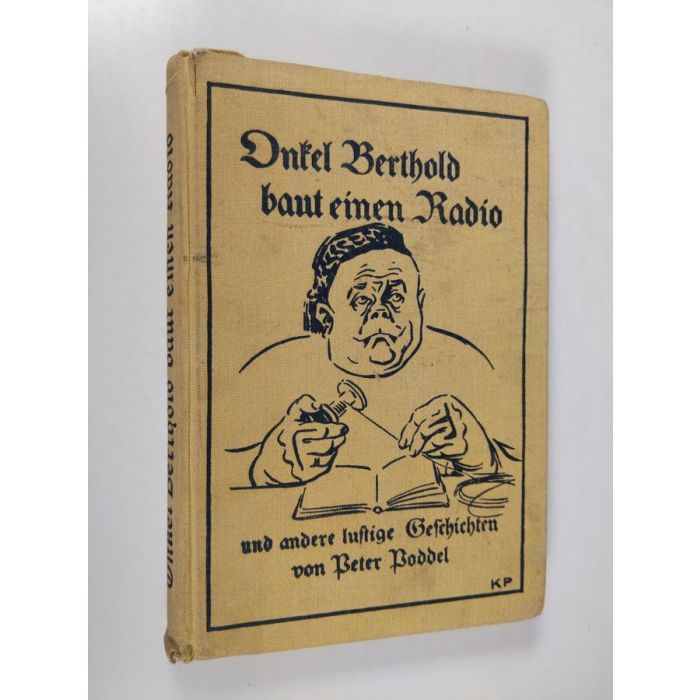 Onkel Berthold
baut einen Radio
und andere lustige Geschichten
von Peter Poddel
KP
Onkel Berthold baut einen Radio